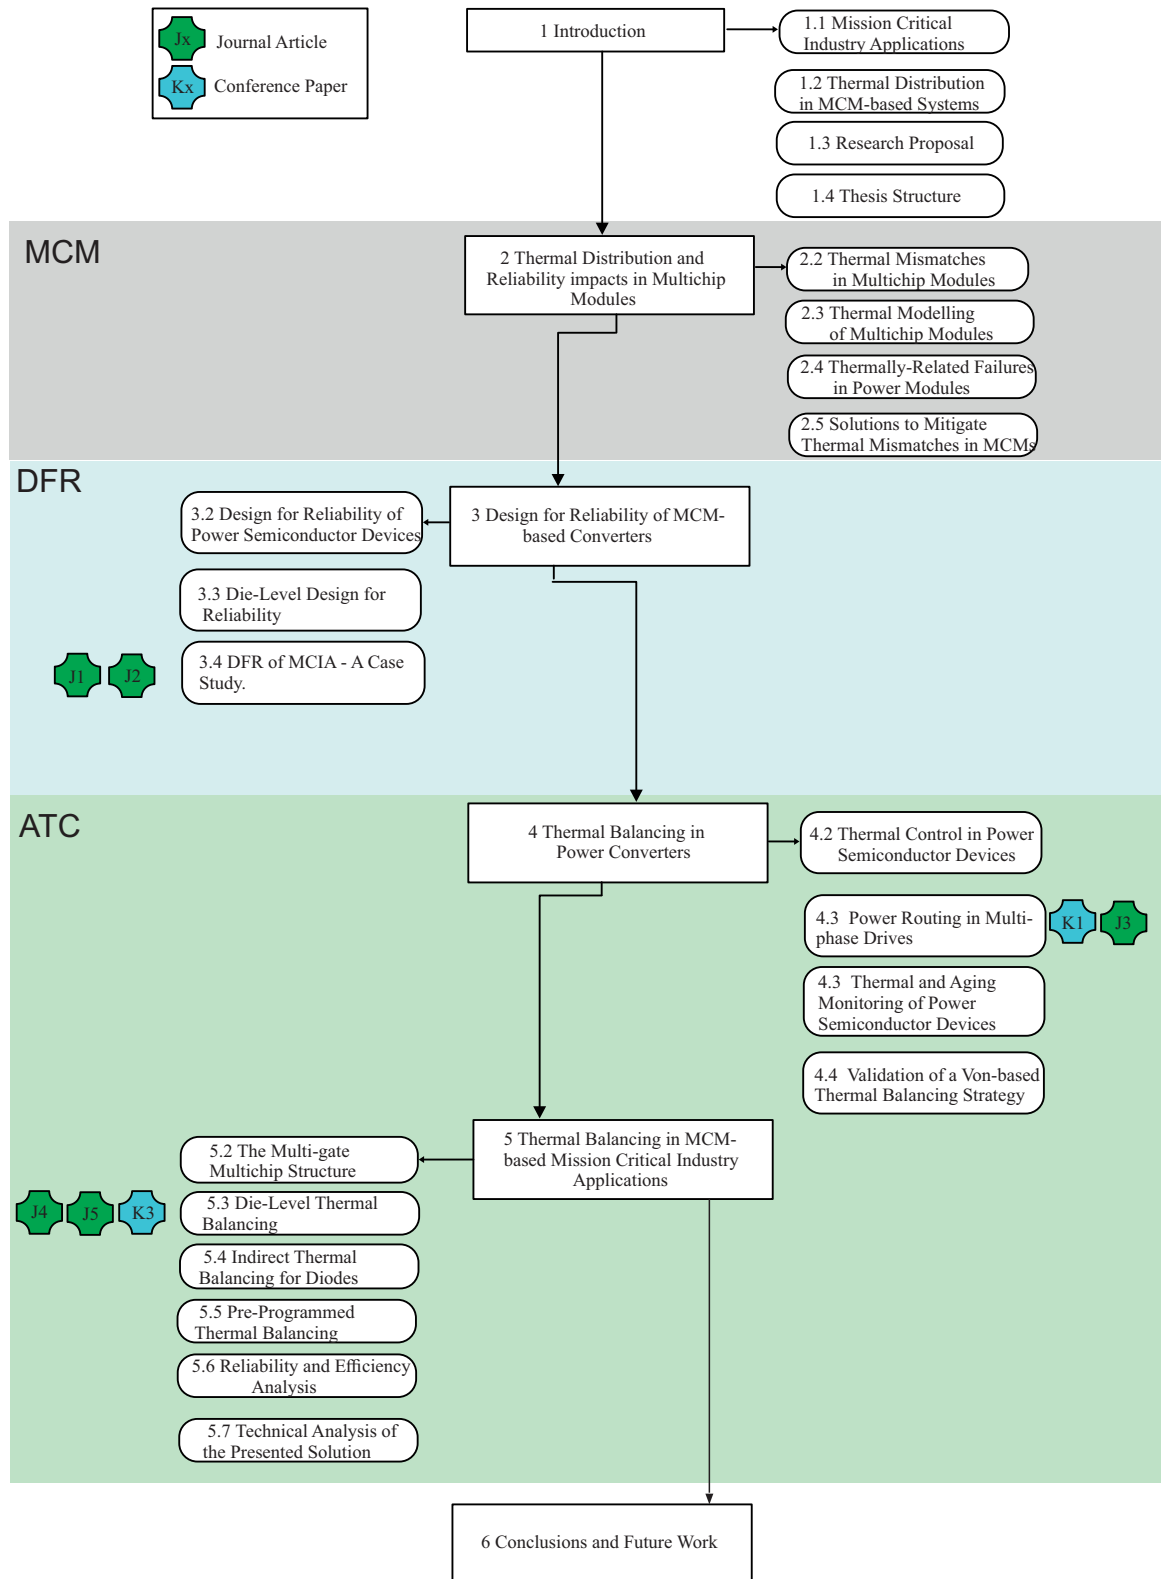 Jx
Journal Article
Kx
Conference Paper
1 Introduction
1.1 Mission Critical
Industry Applications
1.2 Thermal Distribution
in MCM-based Systems
1.3 Research Proposal
1.4 Thesis Structure
MCM
2 Thermal Distribution and
Reliability impacts in Multichip
Modules
2.2 Thermal Mismatches
in Multichip Modules
2.3 Thermal Modelling
of Multichip Modules
2.4 Thermally-Related Failures
in Power Modules
2.5 Solutions to Mitigate
Thermal Mismatches in MCMs
DFR
3 Design for Reliability of MCM-
based Converters
3.2 Design for Reliability of
Power Semiconductor Devices
3.3 Die-Level Design for
Reliability
J1
J2
3.4 DFR of MCIA - A Case
Study.
ATC
4 Thermal Balancing in
Power Converters
4.2 Thermal Control in Power
Semiconductor Devices
4.3 Power Routing in Multi-
phase Drives
K1
J3
4.3 Thermal and Aging
Monitoring of Power
Semiconductor Devices
4.4 Validation of a Von-based
Thermal Balancing Strategy
5 Thermal Balancing in MCM-
based Mission Critical Industry
Applications
5.2 The Multi-gate
Multichip Structure
J4
J5
K3
5.3 Die-Level Thermal
Balancing
5.4 Indirect Thermal
Balancing for Diodes
5.5 Pre-Programmed
Thermal Balancing
5.6 Reliability and Efficiency
Analysis
5.7 Technical Analysis of
the Presented Solution
6 Conclusions and Future Work